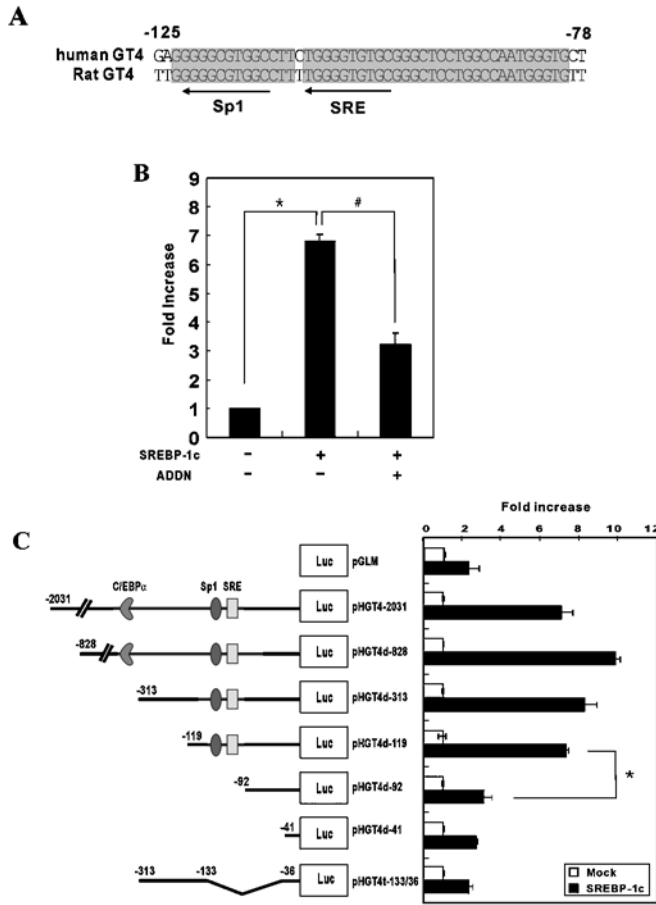 A
-125 -78
human GT4 GAGGGGGCGTGGCCTTCTGGGGTGTGCGGGCTCCTGGCCAATGGGTGCT
Rat GT4 TTGGGGGCGTGGCCTTTTGGGGTGTGCGGGCTCCTGGCCAATGGGTGTT
Sp1 SRE
B
Fold Increase
9
8
7
6
5
4
3
2
1
0
* #
SREBP-1c - + +
ADDN - - +
C
Fold increase
0 2 4 6 8 10
Luc pGLM
C/EBPα Sp1 SRE
-2031 Luc pHGT4-2031
-828 Luc pHGT4d-828
-313 Luc pHGT4d-313
-119 Luc pHGT4d-119
-92 Luc pHGT4d-92
*
-41 Luc pHGT4d-41
-313 -133 -36 Luc pHGT4t-133/36
Mock
SREBP-1c